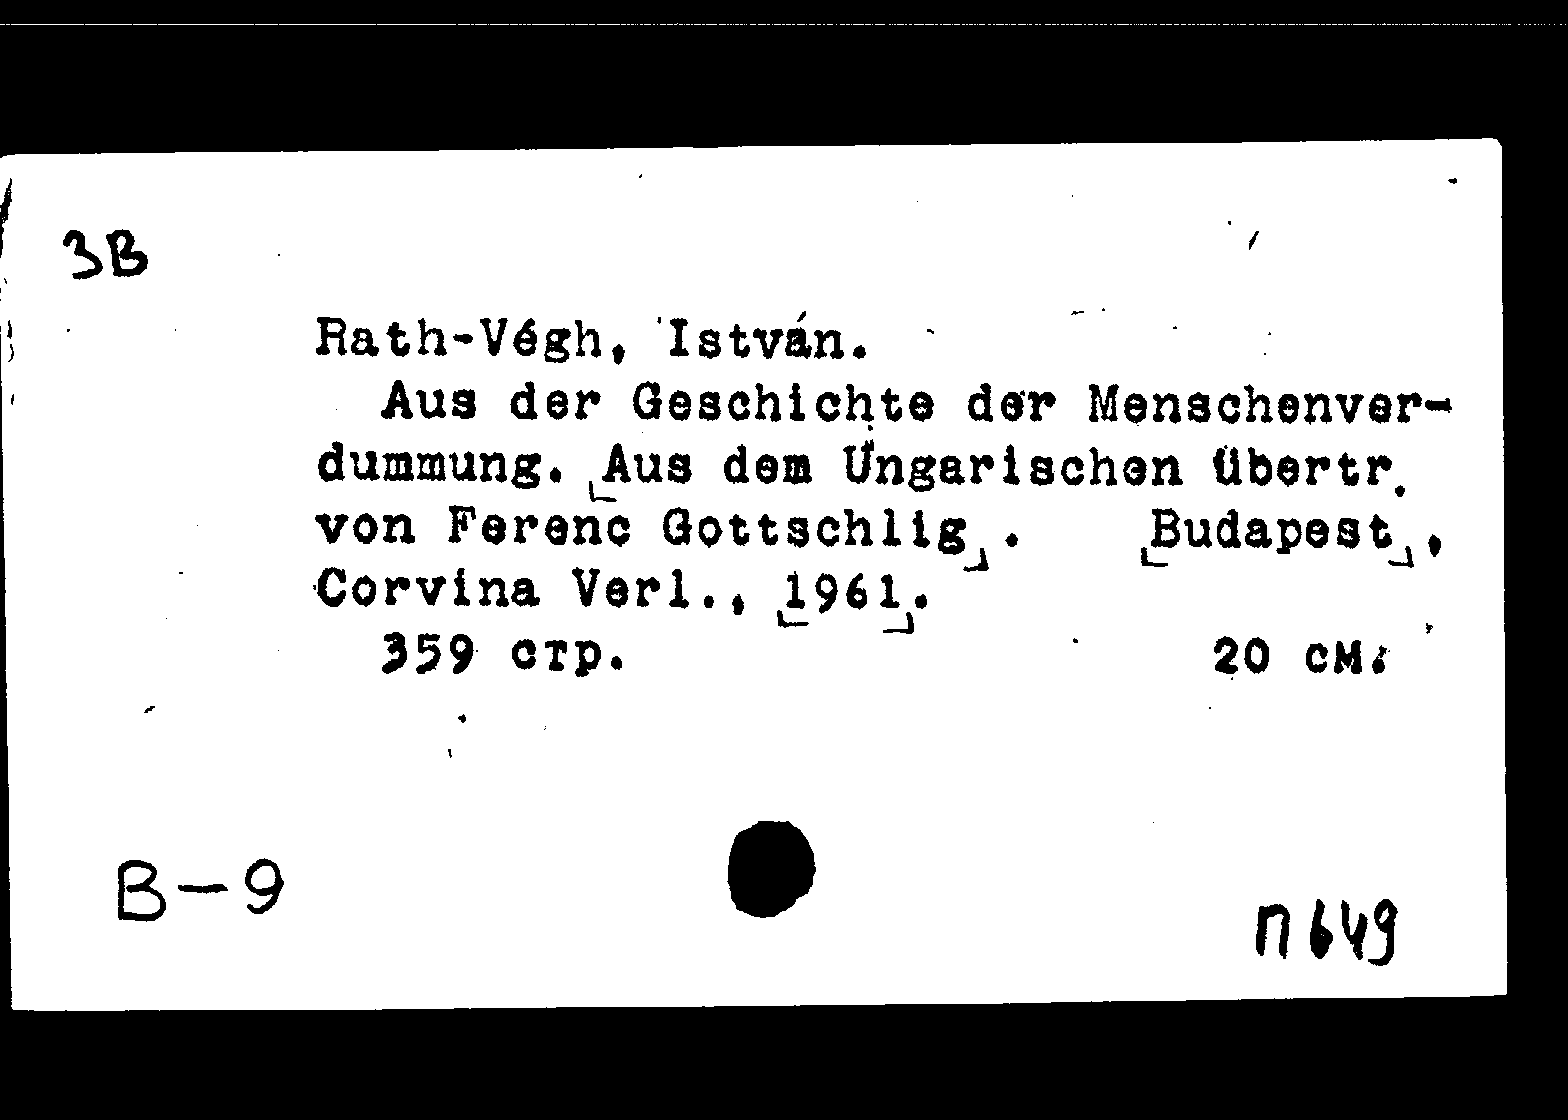 3В
Rath-Végh, István.
Aus der Geschichte der Menschenver-
dummung. [Aus dem Ungarischen übertr.
von Ferenc Gottschlig]. [Budapest],
Corvina Verl., [1961].
359 стр. 20 см.
В-9
П649